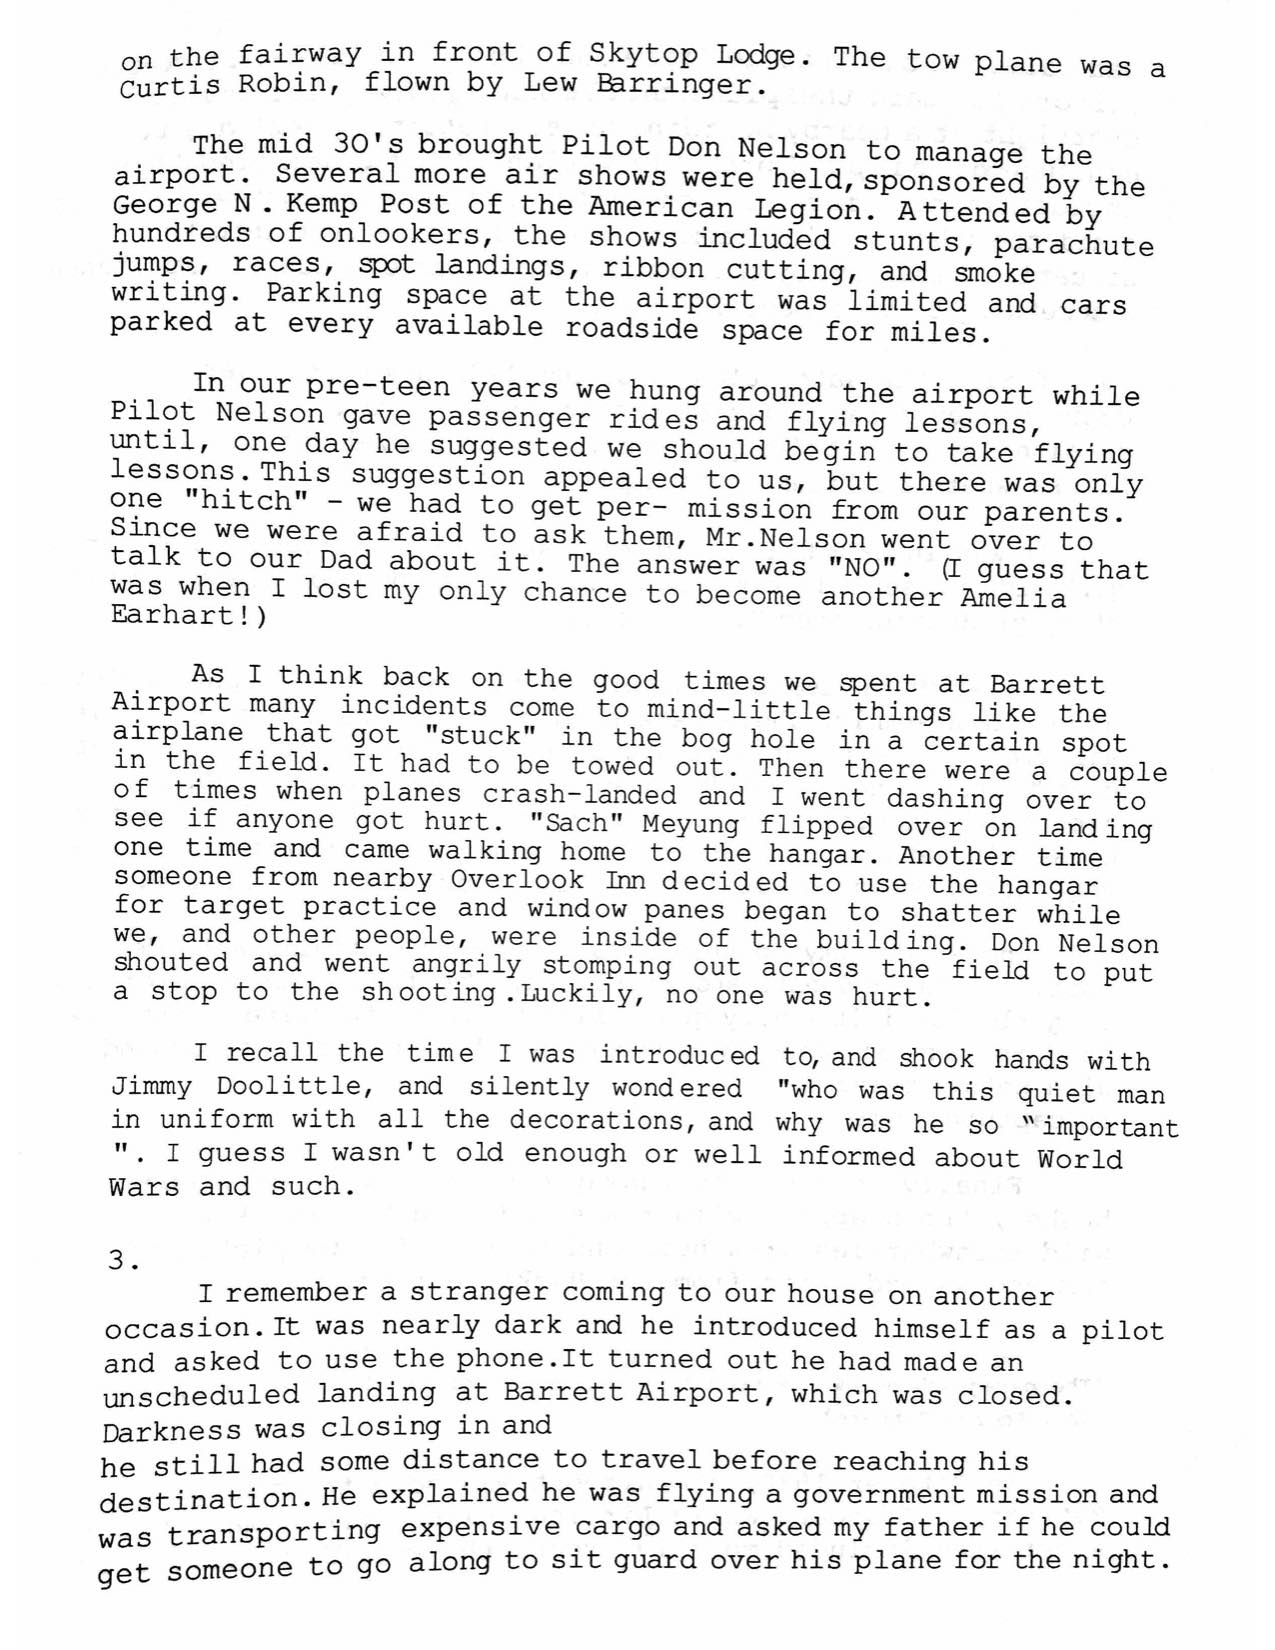 on the fairway in front of Skytop Lodge. The tow plane was a
Curtis Robin, flown by Lew Barringer.
The mid 30's brought Pilot Don Nelson to manage the
airport. Several more air shows were held, sponsored by the
George N. Kemp Post of the American Legion. Attended by
hundreds of onlookers, the shows included stunts, parachute
jumps, races, spot landings, ribbon cutting, and smoke
writing. Parking space at the airport was limited and cars
parked at every available roadside space for miles.
In our pre-teen years we hung around the airport while
Pilot Nelson gave passenger rides and flying lessons,
until, one day he suggested we should begin to take flying
lessons. This suggestion appealed to us, but there was only
one "hitch" - we had to get per- mission from our parents.
Since we were afraid to ask them, Mr.Nelson went over to
talk to our Dad about it. The answer was "NO". (I guess that
was when I lost my only chance to become another Amelia
Earhart!)
As I think back on the good times we spent at Barrett
Airport many incidents come to mind-little things like the
airplane that got "stuck" in the bog hole in a certain spot
in the field. It had to be towed out. Then there were a couple
of times when planes crash-landed and I went dashing over to
see if anyone got hurt. "Sach" Meyung flipped over on landing
one time and came walking home to the hangar. Another time
someone from nearby Overlook Inn decided to use the hangar
for target practice and window panes began to shatter while
we, and other people, were inside of the building. Don Nelson
shouted and went angrily stomping out across the field to put
a stop to the shooting.Luckily, no one was hurt.
I recall the time I was introduced to, and shook hands with
Jimmy Doolittle, and silently wondered "who was this quiet man
in uniform with all the decorations, and why was he so "important
". I guess I wasn't old enough or well informed about World
Wars and such.
3.
I remember a stranger coming to our house on another
occasion. It was nearly dark and he introduced himself as a pilot
and asked to use the phone.It turned out he had made an
unscheduled landing at Barrett Airport, which was closed.
Darkness was closing in and
he still had some distance to travel before reaching his
destination. He explained he was flying a government mission and
was transporting expensive cargo and asked my father if he could
get someone to go along to sit guard over his plane for the night.